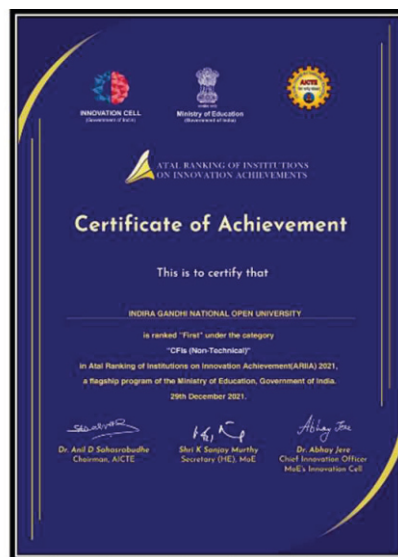 AICTE
INNOVATION CELL
(Government of India)
Ministry of Education
(Government of India)
ATAL RANKING OF INSTITUTIONS
ON INNOVATION ACHIEVEMENTS
Certificate of Achievement
This is to certify that
INDIRA GANDHI NATIONAL OPEN UNIVERSITY
is ranked "First" under the category
"CFIs (Non-Technical)"
in Atal Ranking of Institutions on Innovation Achievement(ARIIA) 2021,
a flagship program of the Ministry of Education, Government of India.
29th December 2021.
Abhay Jere
Dr. Anil D Sahasrabudhe
Chairman, AICTE
Shri K Sanjay Murthy
Secretary (HE), MoE
Dr. Abhay Jere
Chief Innovation Officer
MoE's Innovation Cell